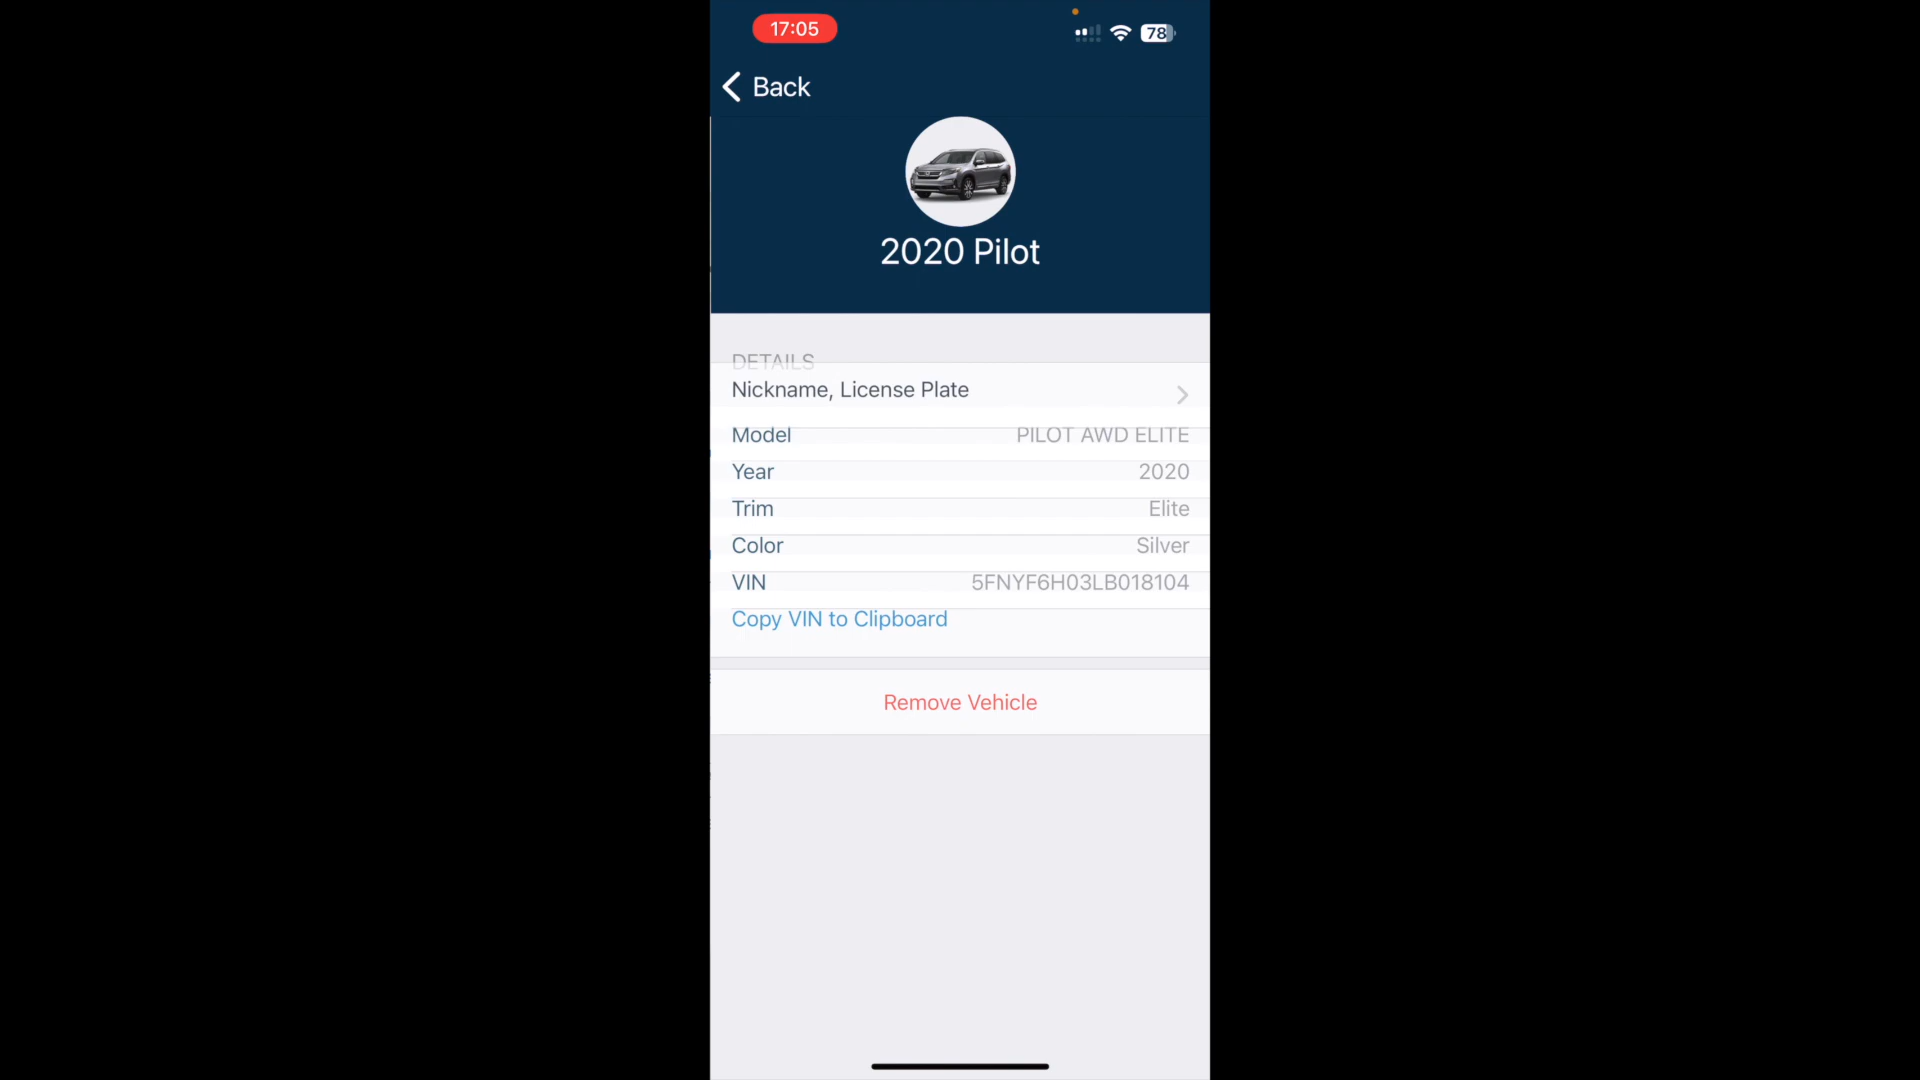 17:05
78
Back
2020 Pilot
DETAILS
Nickname, License Plate
Model PILOT AWD ELITE
Year 2020
Trim Elite
Color Silver
VIN 5FNYF6H03LB018104
Copy VIN to Clipboard
Remove Vehicle